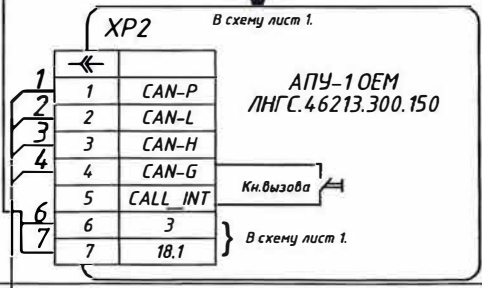 В схему лист 1.
XP2
1 1 CAN-P
2 2 CAN-L
3 3 CAN-H
4 4 CAN-G
5 CALL_INT
6 6 3
7 7 18.1
АПУ-1 ОЕМ
ЛНГС.46213.300.150
Кн.вызова
В схему лист 1.